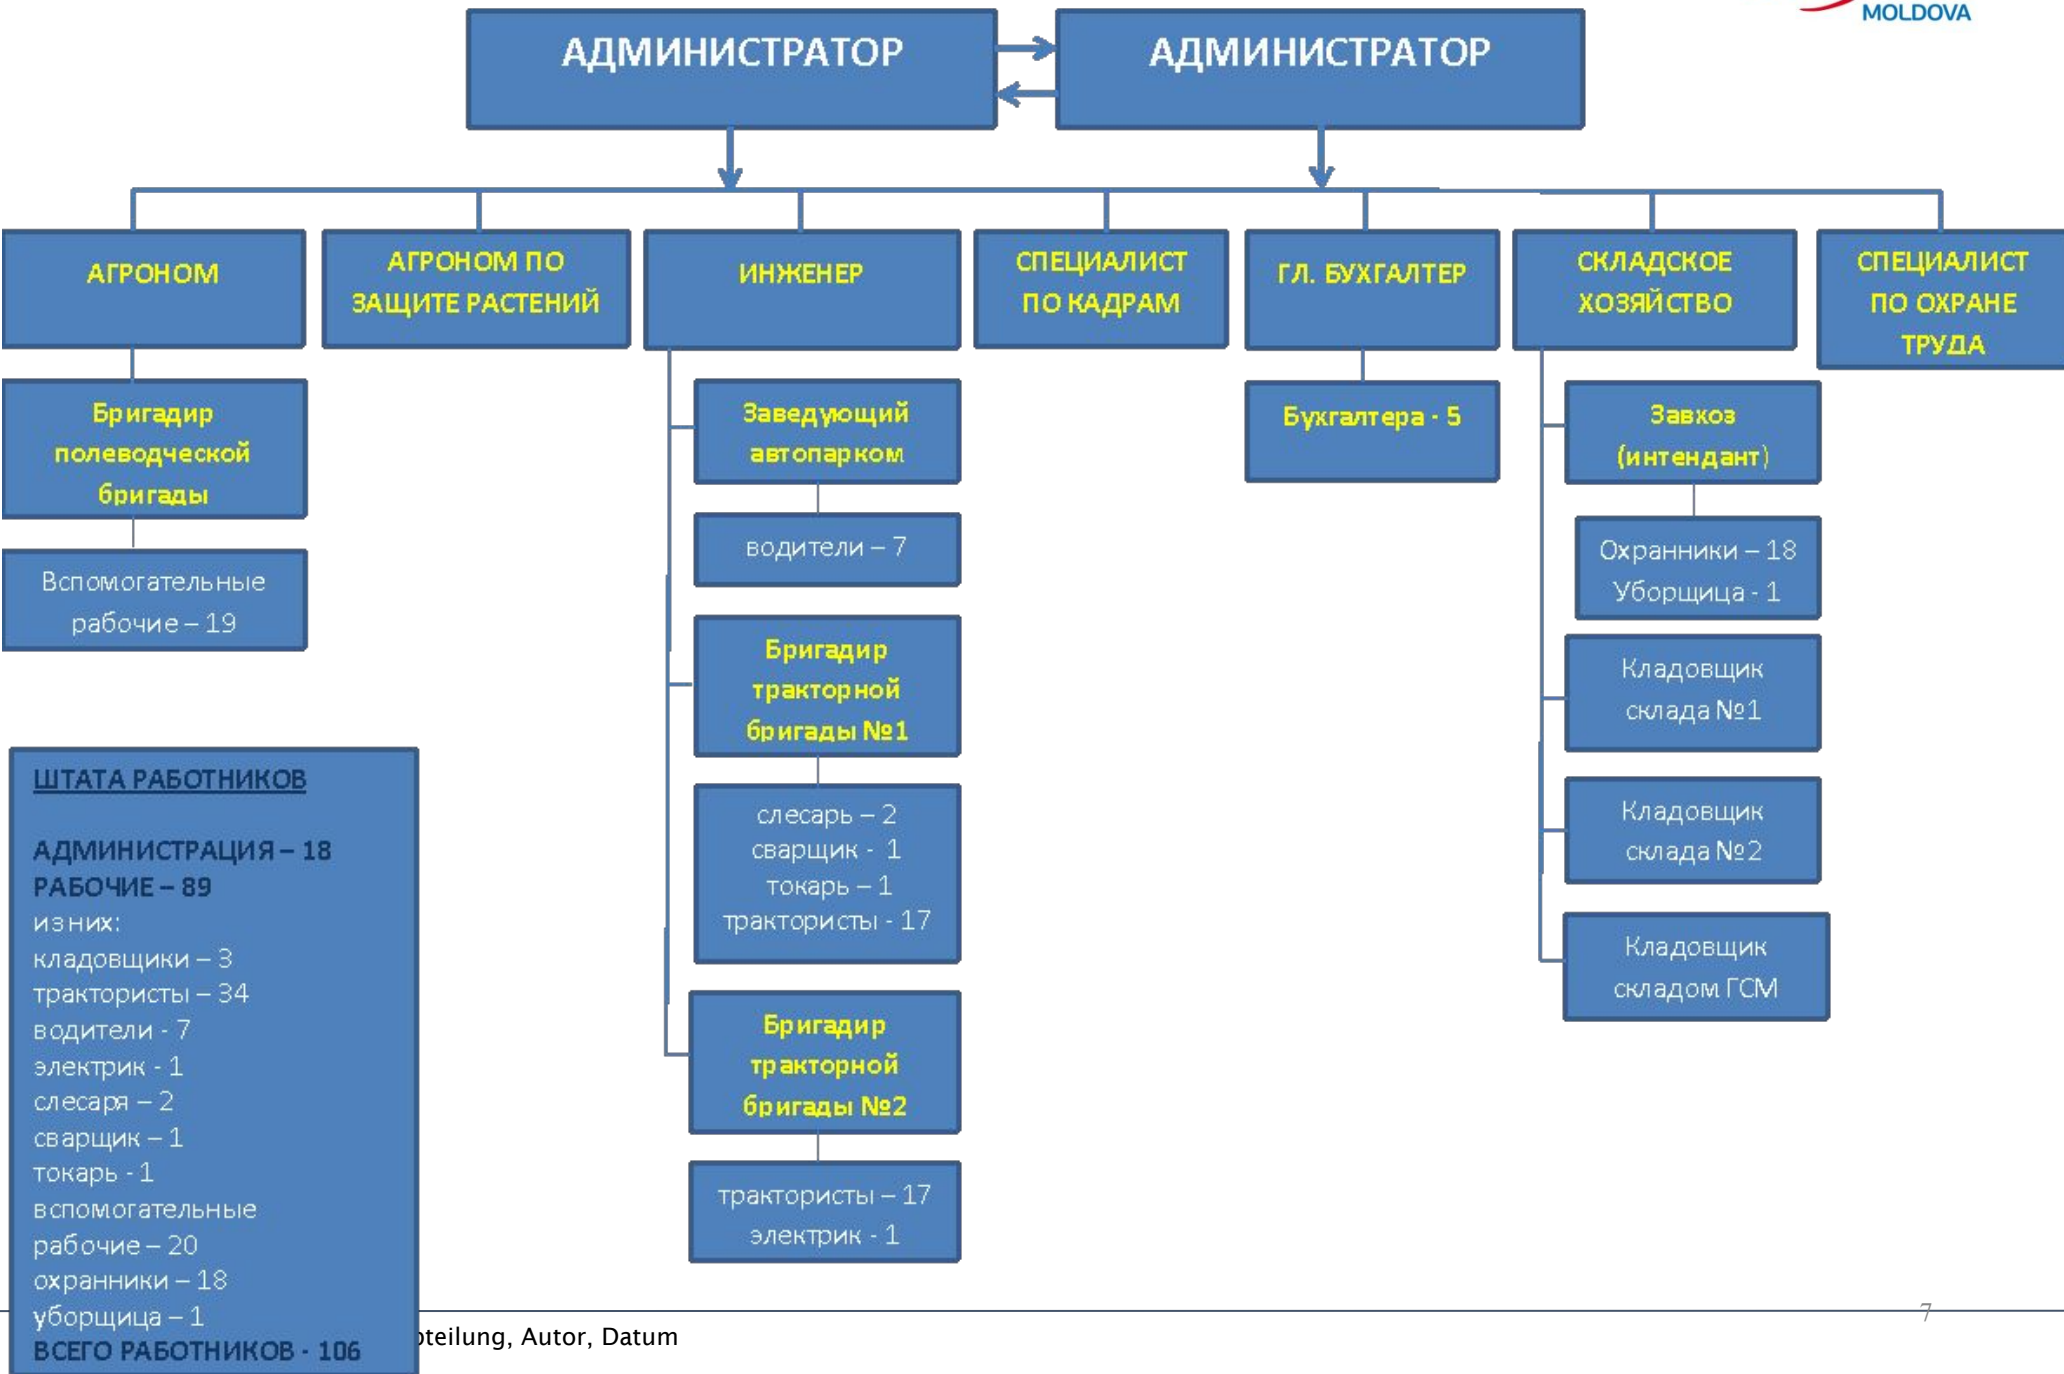 MOLDOVA
АДМИНИСТРАТОР
АДМИНИСТРАТОР
АГРОНОМ
АГРОНОМ ПО
ЗАЩИТЕ РАСТЕНИЙ
ИНЖЕНЕР
СПЕЦИАЛИСТ
ПО КАДРАМ
ГЛ. БУХГАЛТЕР
СКЛАДСКОЕ
ХОЗЯЙСТВО
СПЕЦИАЛИСТ
ПО ОХРАНЕ
ТРУДА
Бригадир
полеводческой
бригады
Вспомогательные
рабочие – 19
Заведующий
автопарком
водители – 7
Бригадир
тракторной
бригады №1
слесарь – 2
сварщик - 1
токарь – 1
трактористы - 17
Бригадир
тракторной
бригады №2
трактористы – 17
электрик - 1
Бухгалтера - 5
Завхоз
(интендант)
Охранники – 18
Уборщица - 1
Кладовщик
склада №1
Кладовщик
склада №2
Кладовщик
складом ГСМ
ШТАТА РАБОТНИКОВ
АДМИНИСТРАЦИЯ – 18
РАБОЧИЕ – 89
из них:
кладовщики – 3
трактористы – 34
водители - 7
электрик - 1
слесаря – 2
сварщик – 1
токарь - 1
вспомогательные
рабочие – 20
охранники – 18
уборщица – 1
ВСЕГО РАБОТНИКОВ - 106
bteilung, Autor, Datum
7